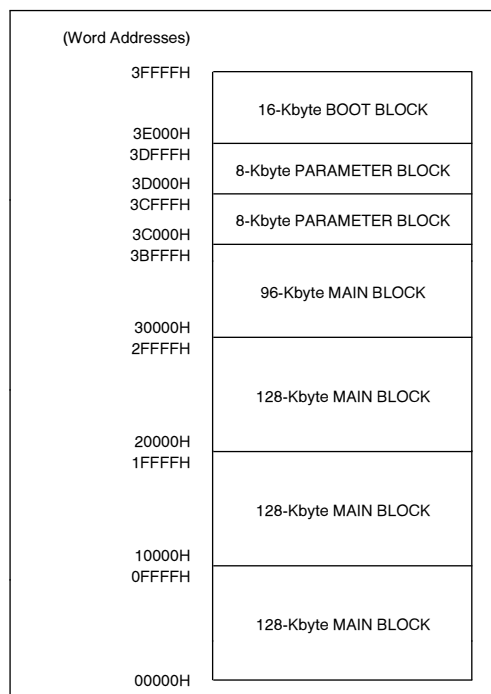 (Word Addresses)
3FFFFH
16-Kbyte BOOT BLOCK
3E000H
3DFFFH
8-Kbyte PARAMETER BLOCK
3D000H
3CFFFH
8-Kbyte PARAMETER BLOCK
3C000H
3BFFFH
96-Kbyte MAIN BLOCK
30000H
2FFFFH
128-Kbyte MAIN BLOCK
20000H
1FFFFH
128-Kbyte MAIN BLOCK
10000H
0FFFFH
128-Kbyte MAIN BLOCK
00000H